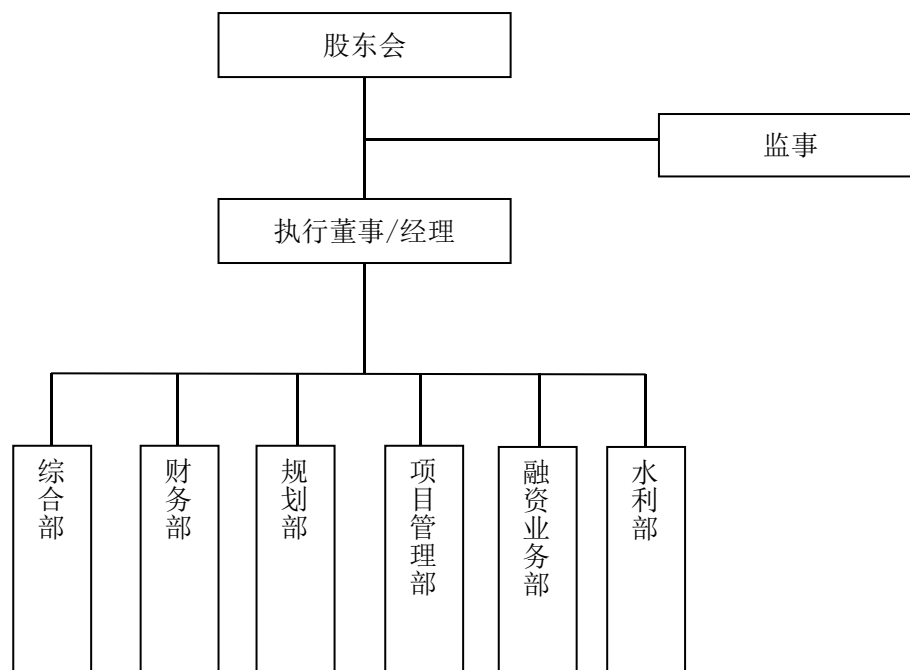 股东会
监事
执行董事/经理
综合部
财务部
规划部
项目管理部
融资业务部
水利部